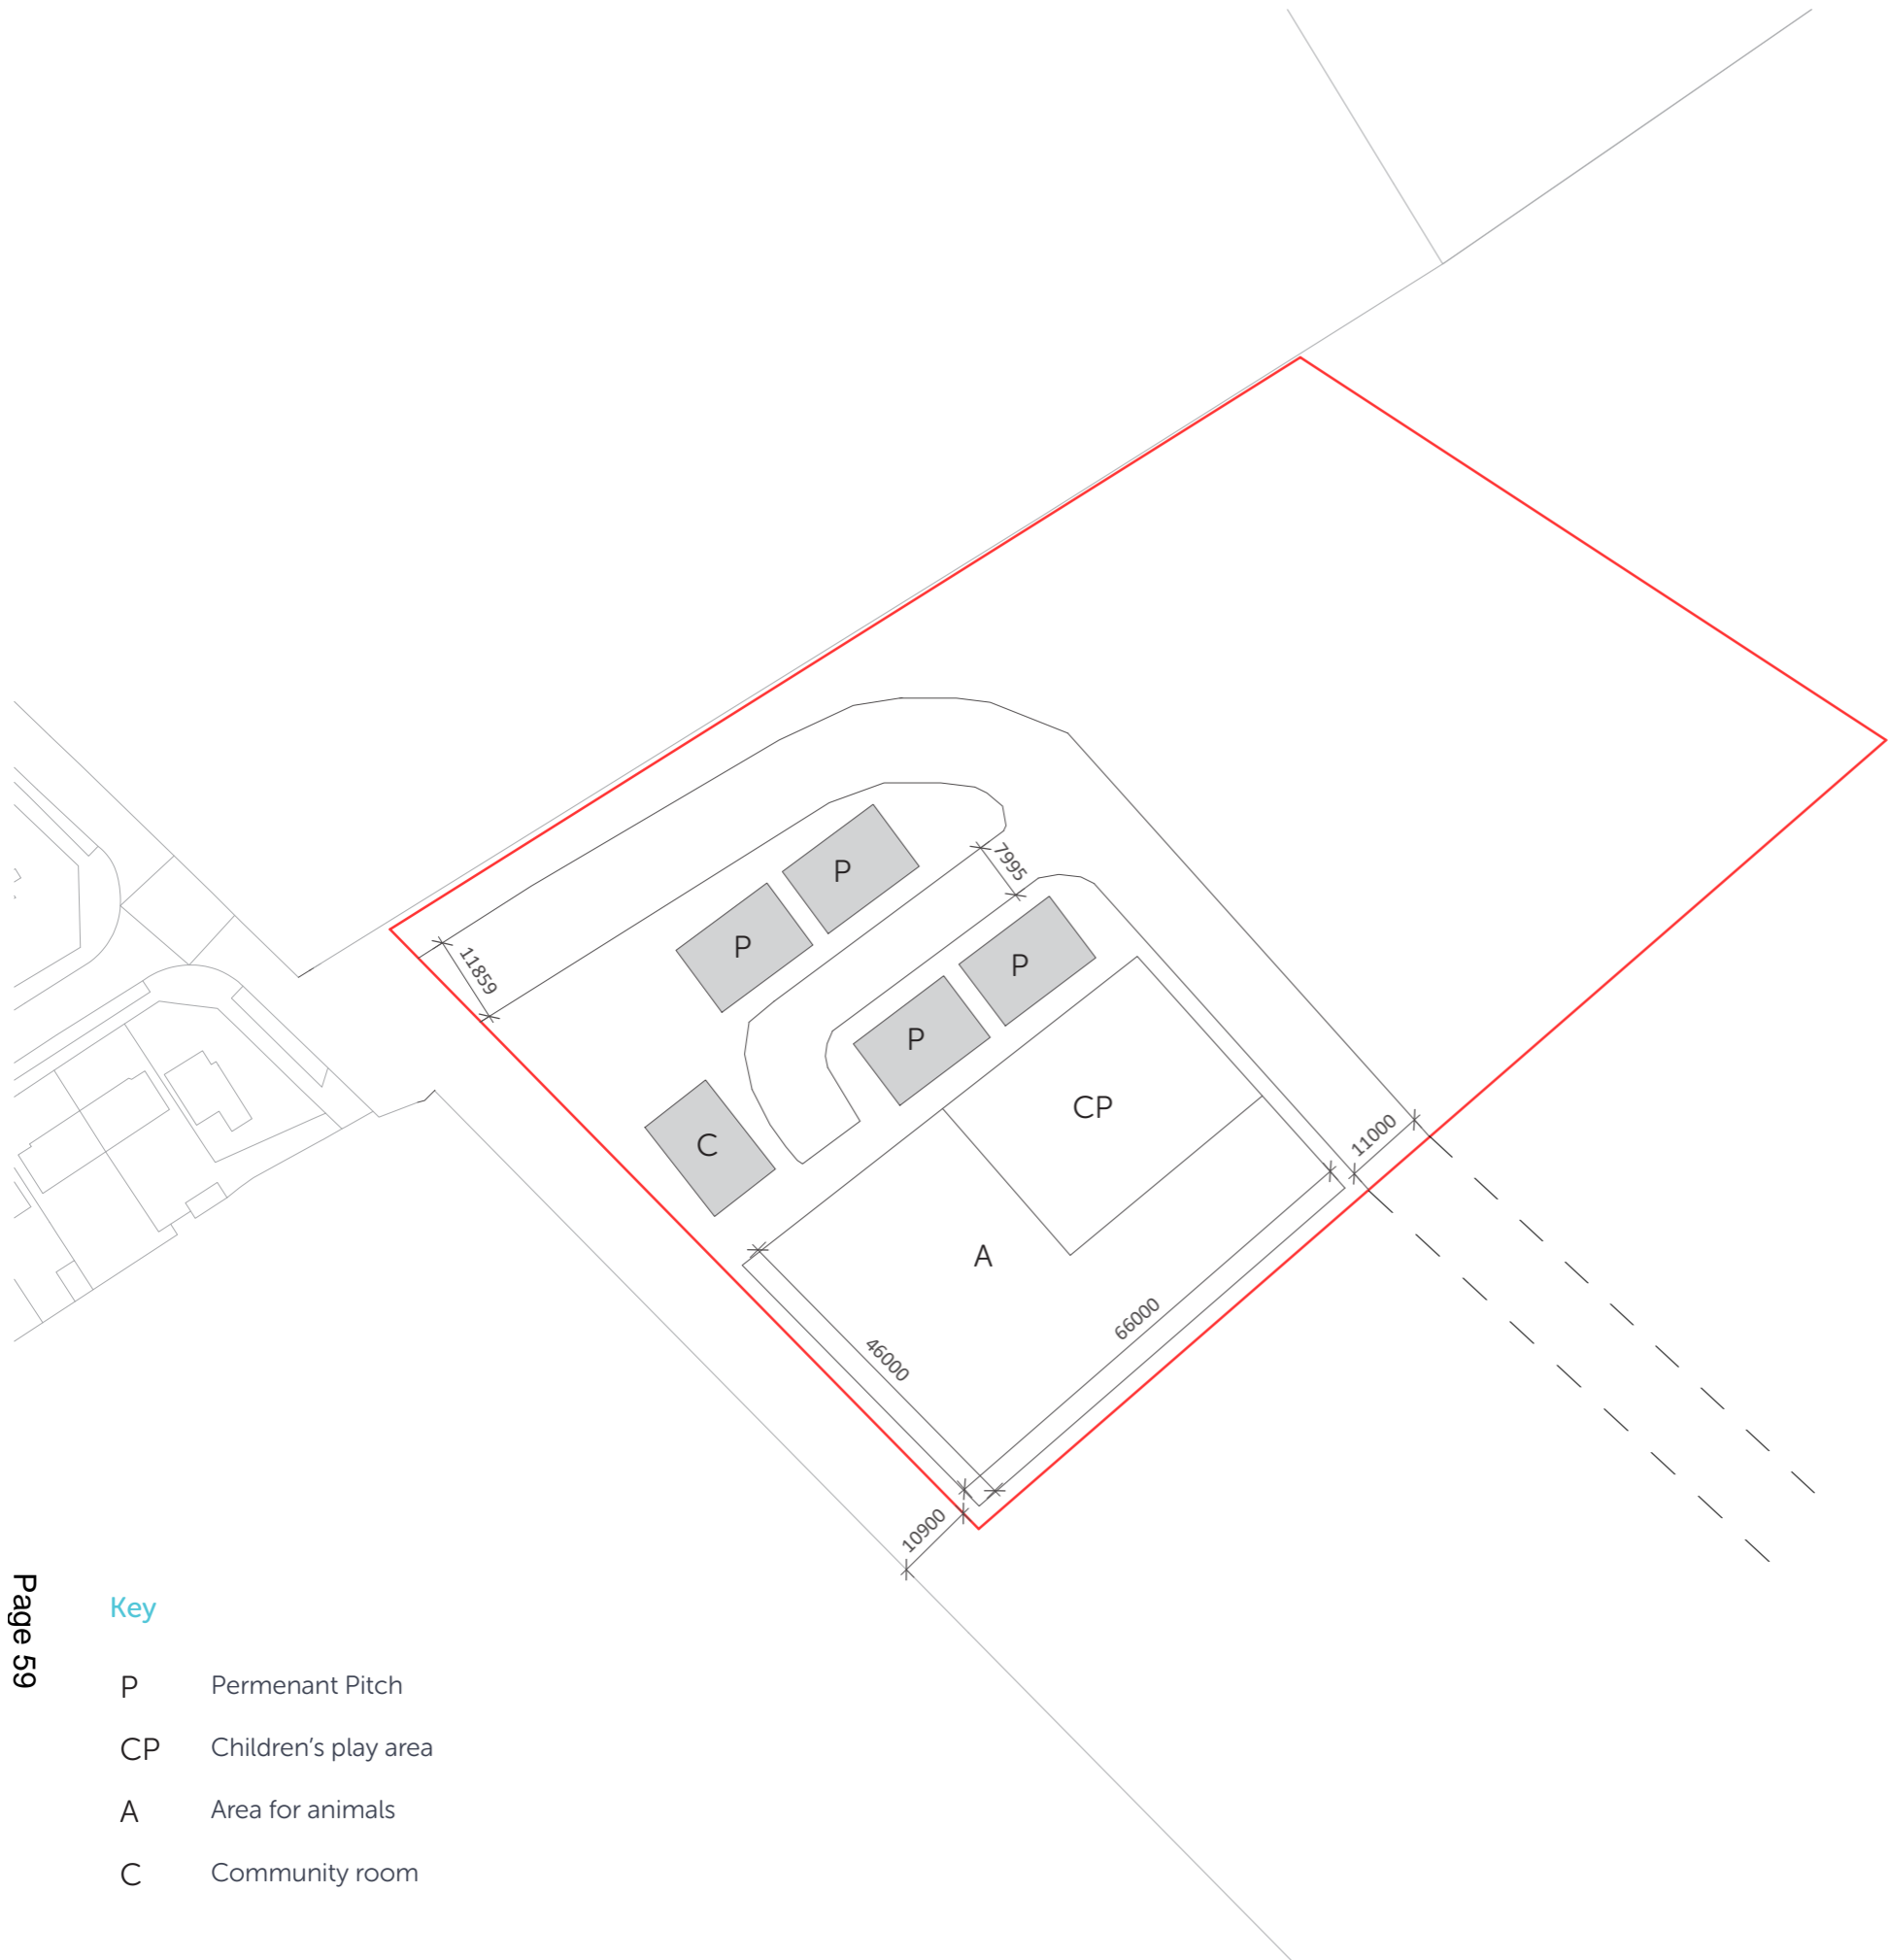 P
7995
P
11859
P
P
CP
C
11000
A
66000
46000
10900
Page 59
Key
P Permenant Pitch
CP Children's play area
A Area for animals
C Community room